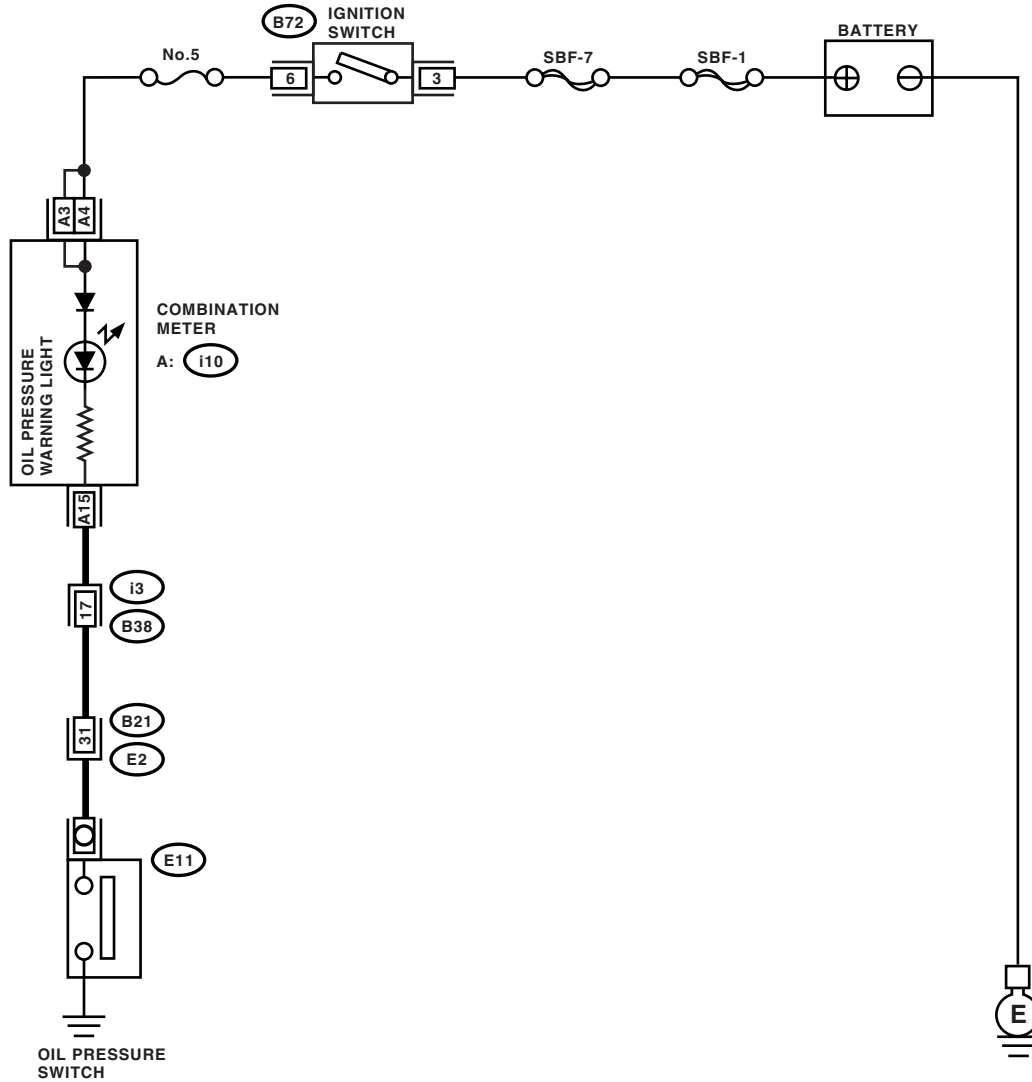 B72
IGNITION
SWITCH
BATTERY
No.5
SBF-7
SBF-1
6
3
A3
A4
OIL PRESSURE
WARNING LIGHT
COMBINATION
METER
A: i10
A15
i3
17
B38
B21
31
E2
E11
E
OIL PRESSURE
SWITCH